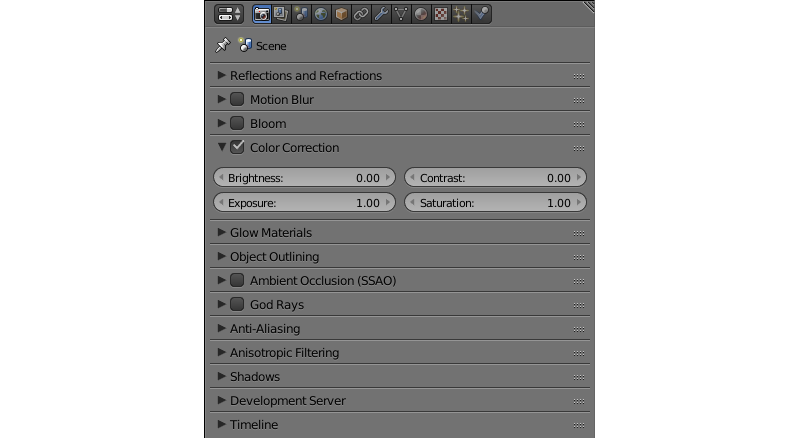 Scene
Reflections and Refractions
Motion Blur
Bloom
Color Correction
Brightness: 0.00 Contrast: 0.00
Exposure: 1.00 Saturation: 1.00
Glow Materials
Object Outlining
Ambient Occlusion (SSAO)
God Rays
Anti-Aliasing
Anisotropic Filtering
Shadows
Development Server
Timeline